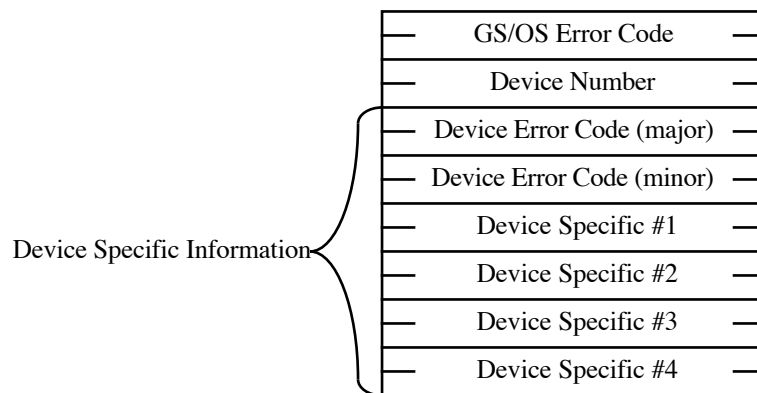 GS/OS Error Code
Device Number
Device Error Code (major)
Device Error Code (minor)
Device Specific Information
Device Specific #1
Device Specific #2
Device Specific #3
Device Specific #4